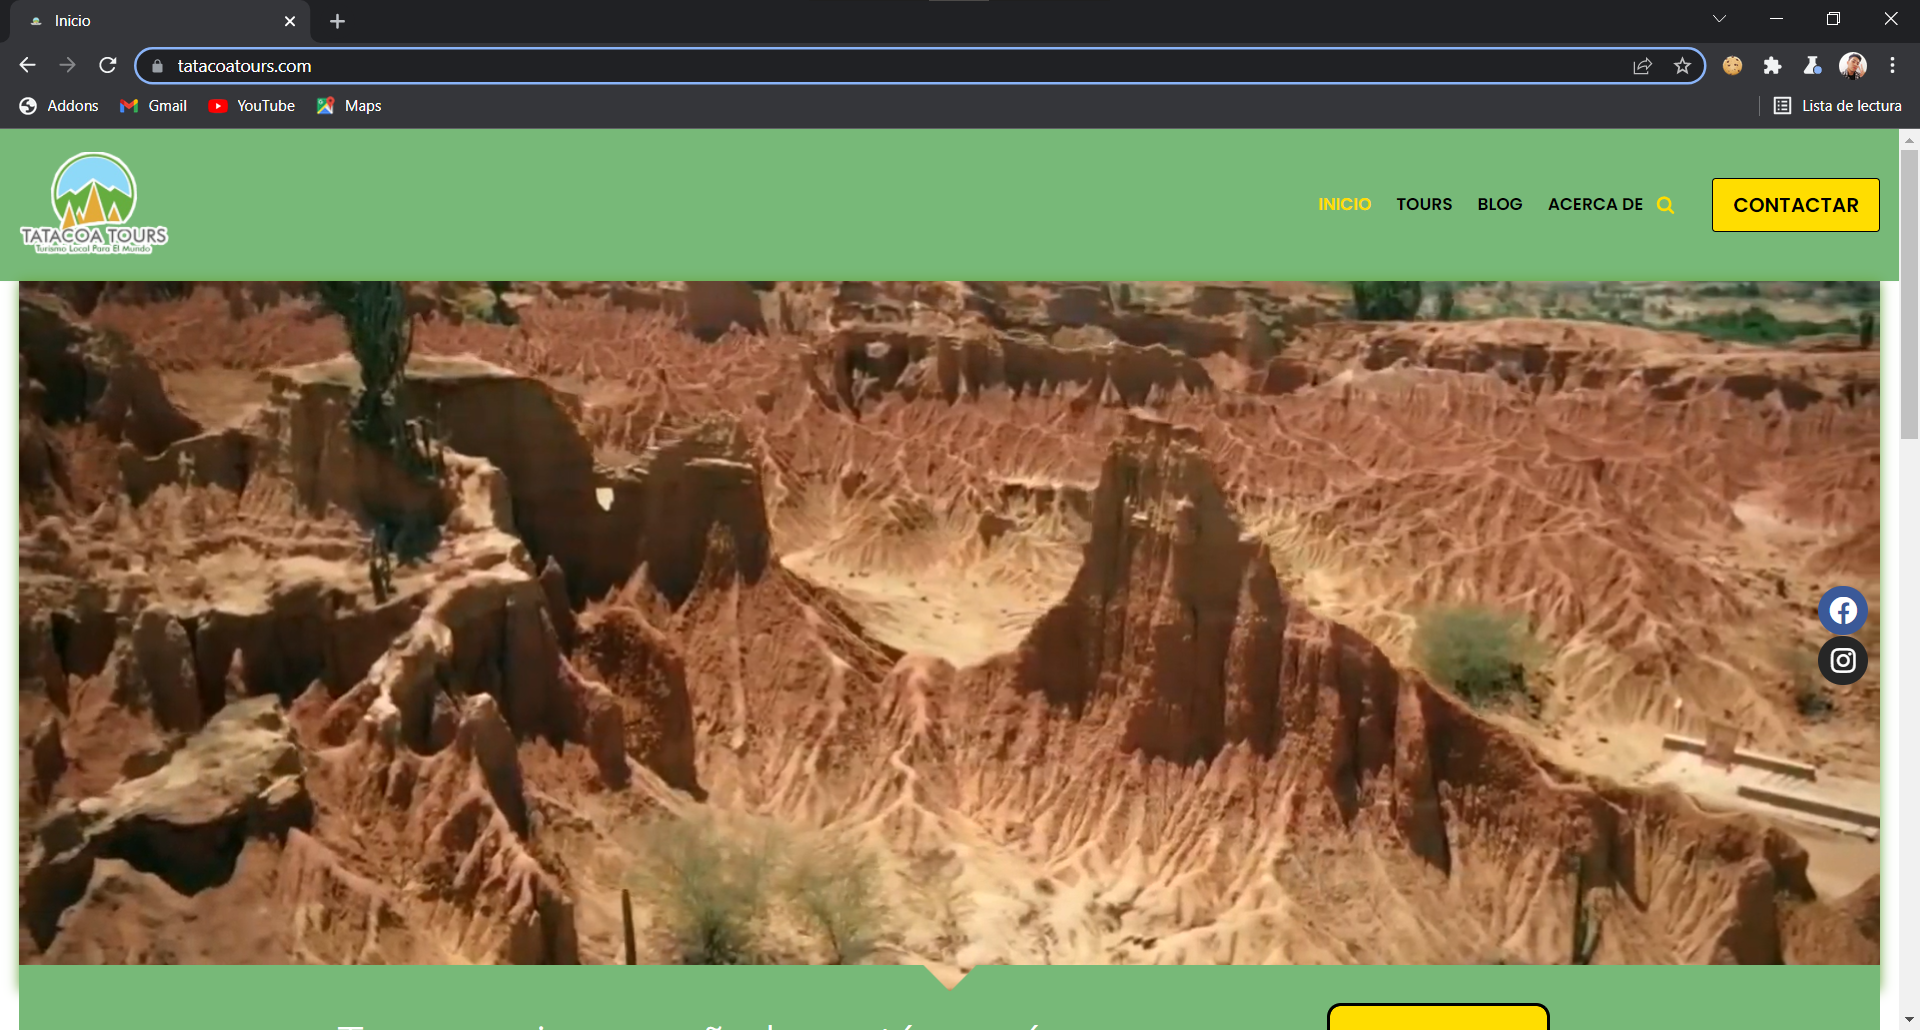 Inicio
tatacoatours.com
Addons
Gmail
YouTube
Maps
Lista de lectura
TATACOA TOURS
Turismo Local Para El Mundo
INICIO
TOURS
BLOG
ACERCA DE
CONTACTAR